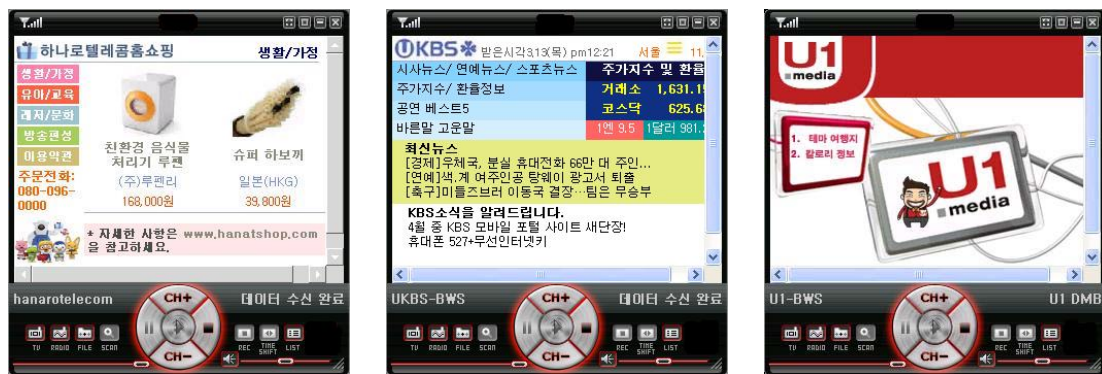 하나로텔레콤홈쇼핑 생활/가정
생활/가정
유아/교육
레저/문화
방송편성
이용약관
주문전화:
080-096-
0000
친환경 음식물
처리기 루펜
(주)루펜리
168,000원
슈퍼 하보끼
일본(HKG)
39,800원
* 자세한 사항은 www.hanatshop.com
을 참고하세요.
hanarotelecom
데이터 수신 완료
CH+
CH-
TV RADIO FILE SCAN
REC TIME SHIFT LIST
UKBS 받은시각3.13(목) pm12:21 서울 11,
시사뉴스/ 연예뉴스/ 스포츠뉴스
주가지수/ 환율정보
공연 베스트5
바른말 고운말
주가지수 및 환율
거래소 1,631.15
코스닥 625.68
1엔 9.5 1달러 981.2
최신뉴스
[경제]우체국, 분실 휴대전화 66만 대 주인...
[연예]색.계 여주인공 탕웨이 광고서 퇴출
[축구]미들즈브러 이동국 결장…팀은 무승부
KBS소식을 알려드립니다.
4월 중 KBS 모바일 포털 사이트 새단장!
휴대폰 527+무선인터넷키
UKBS-BWS
데이터 수신 완료
CH+
CH-
TV RADIO FILE SCAN
REC TIME SHIFT LIST
U1
media
1. 테마 여행지
2. 칼로리 정보
U1
media
U1-BWS
U1 DMB
CH+
CH-
TV RADIO FILE SCAN
REC TIME SHIFT LIST